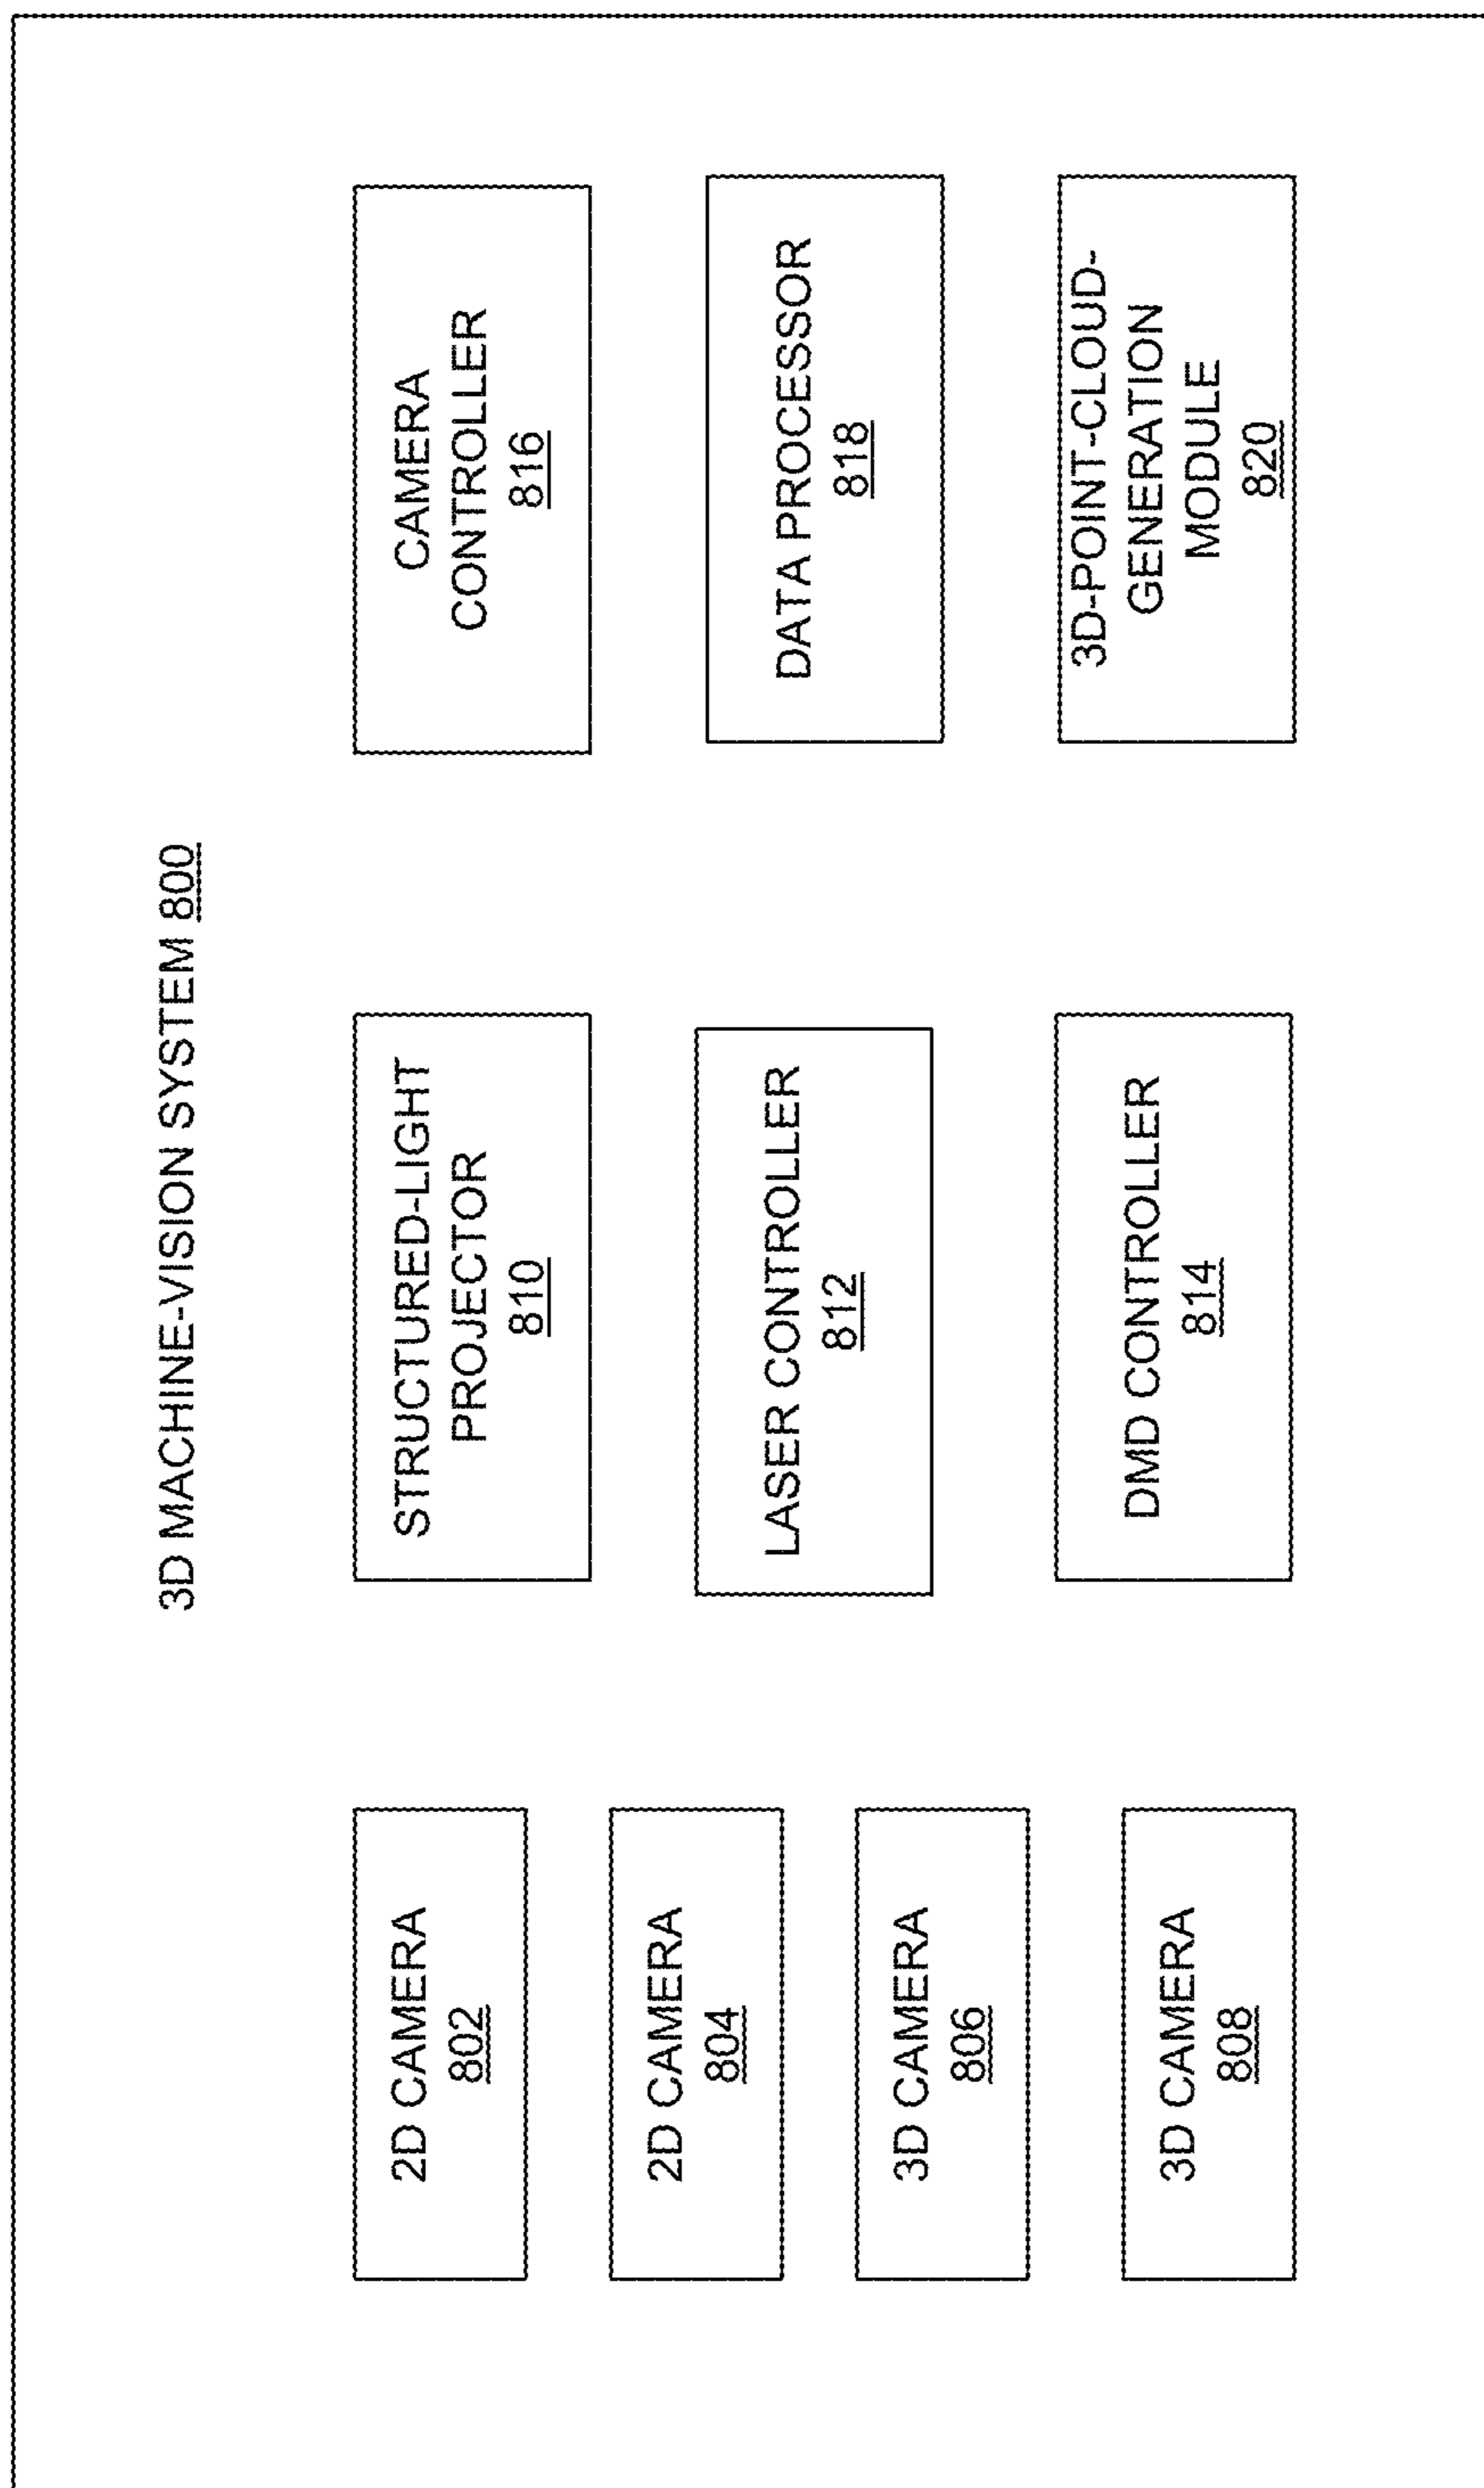 3D MACHINE-VISION SYSTEM 800
2D CAMERA
802
2D CAMERA
804
3D CAMERA
806
3D CAMERA
808
STRUCTURED-LIGHT
PROJECTOR
810
LASER CONTROLLER
812
DMD CONTROLLER
814
CAMERA
CONTROLLER
816
DATA PROCESSOR
818
3D-POINT-CLOUD-
GENERATION
MODULE
820